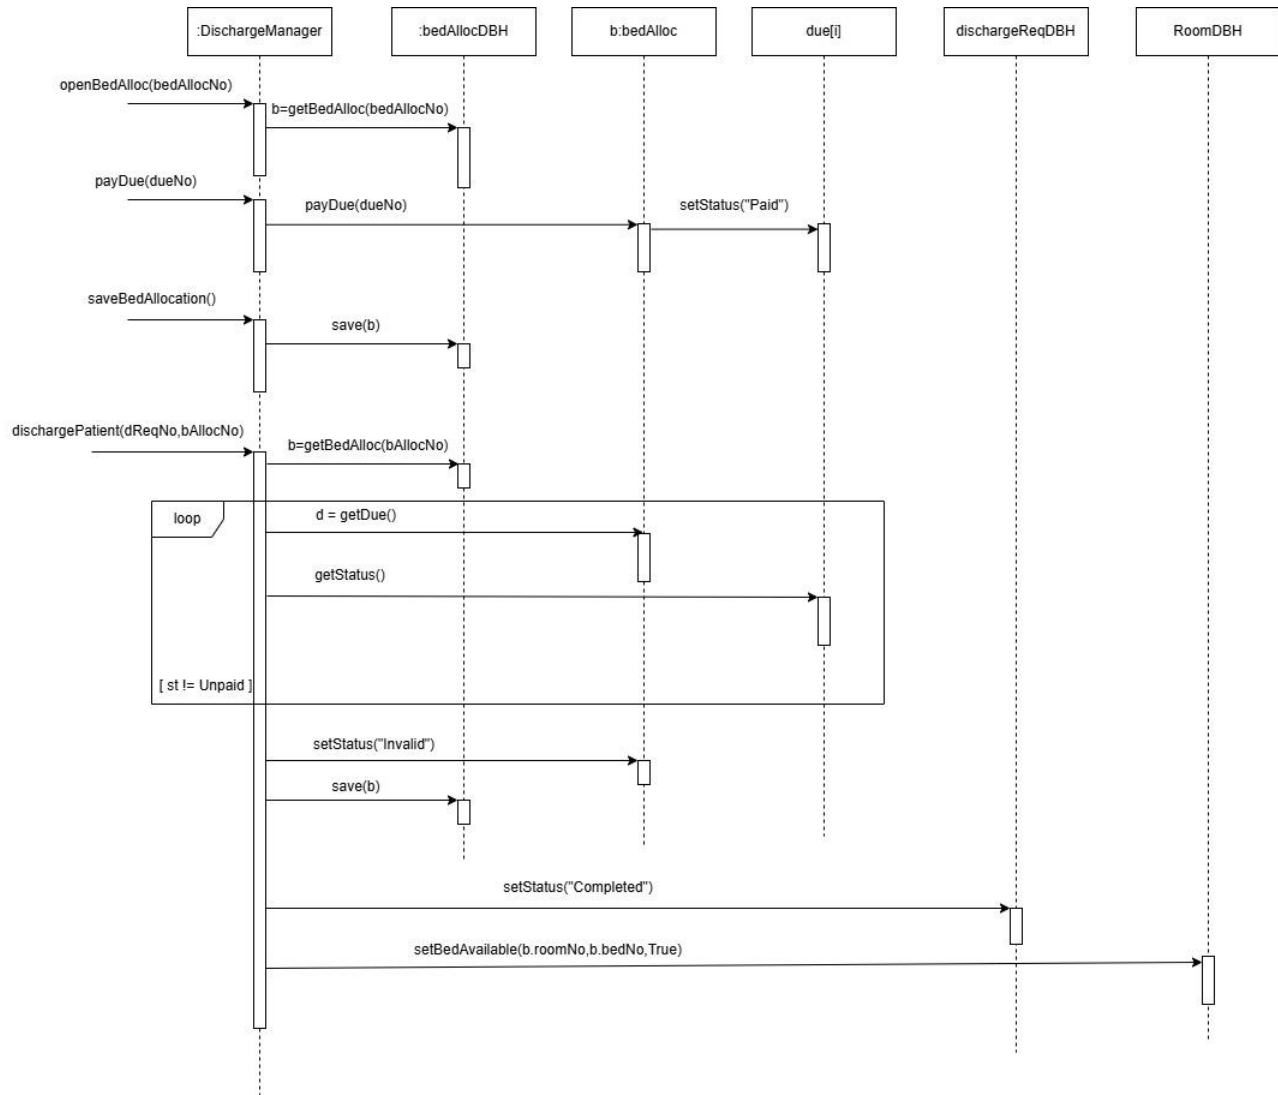 :DischargeManager
:bedAllocDBH
b:bedAlloc
due[i]
dischargeReqDBH
RoomDBH
openBedAlloc(bedAllocNo)
b=getBedAlloc(bedAllocNo)
payDue(dueNo)
payDue(dueNo)
setStatus("Paid")
saveBedAllocation()
save(b)
dischargePatient(dReqNo,bAllocNo)
b=getBedAlloc(bAllocNo)
loop
d = getDue()
getStatus()
[ st != Unpaid ]
setStatus("Invalid")
save(b)
setStatus("Completed")
setBedAvailable(b.roomNo,b.bedNo,True)